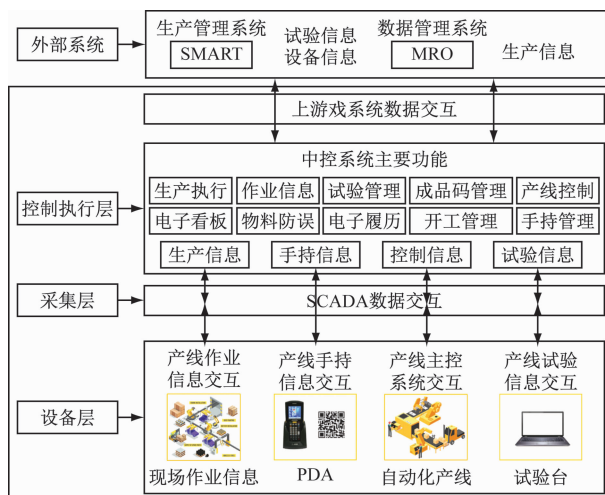 外部系统
生产管理系统
SMART
试验信息
设备信息
数据管理系统
MRO
生产信息
上游戏系统数据交互
控制执行层
中控系统主要功能
生产执行 作业信息 试验管理 成品码管理 产线控制
电子看板 物料防误 电子履历 开工管理 手持管理
生产信息 手持信息 控制信息 试验信息
采集层
SCADA数据交互
设备层
产线作业
信息交互
产线手持
信息交互
产线主控
系统交互
产线试验
信息交互
现场作业信息
PDA
自动化产线
试验台